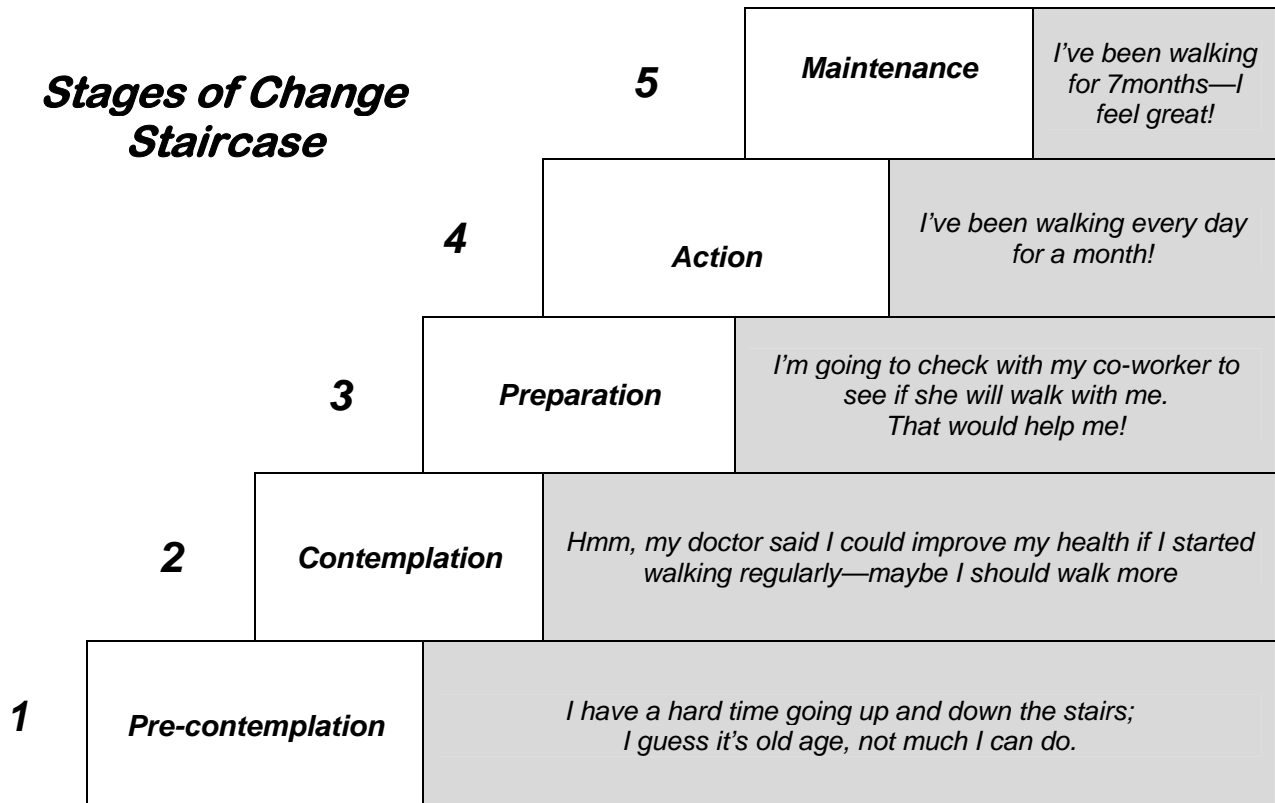 Stages of Change
Staircase
5
Maintenance
I've been walking
for 7months—I
feel great!
4
Action
I've been walking every day
for a month!
3
Preparation
I'm going to check with my co-worker to
see if she will walk with me.
That would help me!
2
Contemplation
Hmm, my doctor said I could improve my health if I started
walking regularly—maybe I should walk more
1
Pre-contemplation
I have a hard time going up and down the stairs;
I guess it's old age, not much I can do.